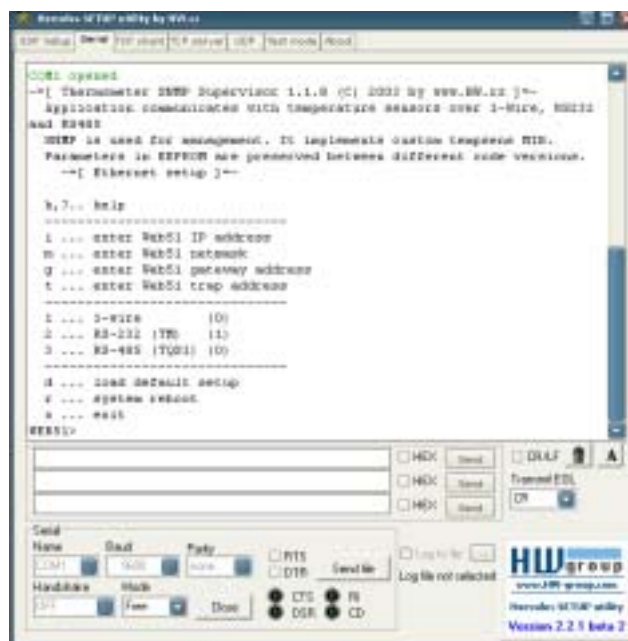 Hercules SETUP utility by HW.cz
UDP Setup Serial TCP Client TCP Server UDP Test mode About
COM1 opened
-=[ Thermometer SNMP Supervisor 1.1.8 (C) 2003 by www.HW.cz ]=-
Application communicates with temperature sensors over 1-Wire, RS232
and RS485
SNMP is used for management. It implements custom tempsens MIB.
Parameters in EEPROM are preserved between different code versions.
-=[ Ethernet setup ]=-
h,?.. help
-------------------------------
i ... enter Web51 IP address
m ... enter Web51 netmask
g ... enter Web51 gateway address
t ... enter Web51 trap address
-------------------------------
1 ... 1-Wire (0)
2 ... RS-232 (TM) (1)
3 ... RS-485 (TQS1) (0)
-------------------------------
d ... load default setup
r ... system reboot
x ... exit
WEB51>
HEX Send CR/LF A
HEX Send Transmit EOL
HEX Send CR
Serial
Name Baud Parity
COM1 9600 none
RTS
DTR
Send file
Log to file
Log file not selected
Handshake Mode
OFF Free Close
CTS RI
DSR CD
HW group
www.HW-group.com
Hercules SETUP utility
Version 2.2.1 beta 2